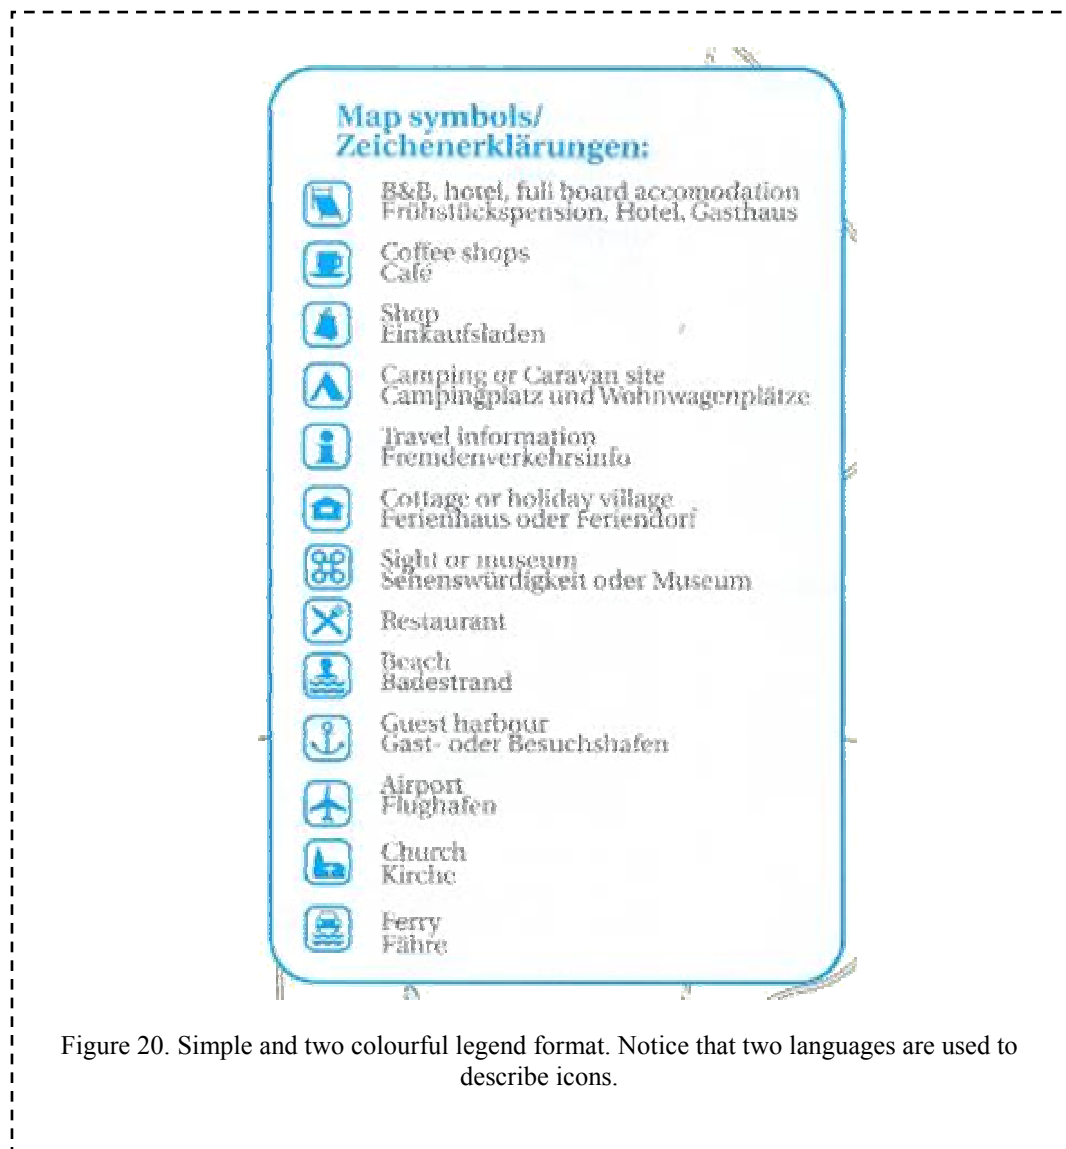 Map symbols/
Zeichenerklärungen:
B&B, hotel, full board accomodation
Frühstückspension, Hotel, Gasthaus
Coffee shops
Café
Shop
Einkaufsladen
Camping or Caravan site
Campingplatz und Wohnwagenplätze
Travel information
Fremdenverkehrsinfo
Cottage or holiday village
Ferienhaus oder Feriendorf
Sight or museum
Sehenswürdigkeit oder Museum
Restaurant
Beach
Badestrand
Guest harbour
Gast- oder Besuchshafen
Airport
Flughafen
Church
Kirche
Ferry
Fähre
Figure 20. Simple and two colourful legend format. Notice that two languages are used to
describe icons.